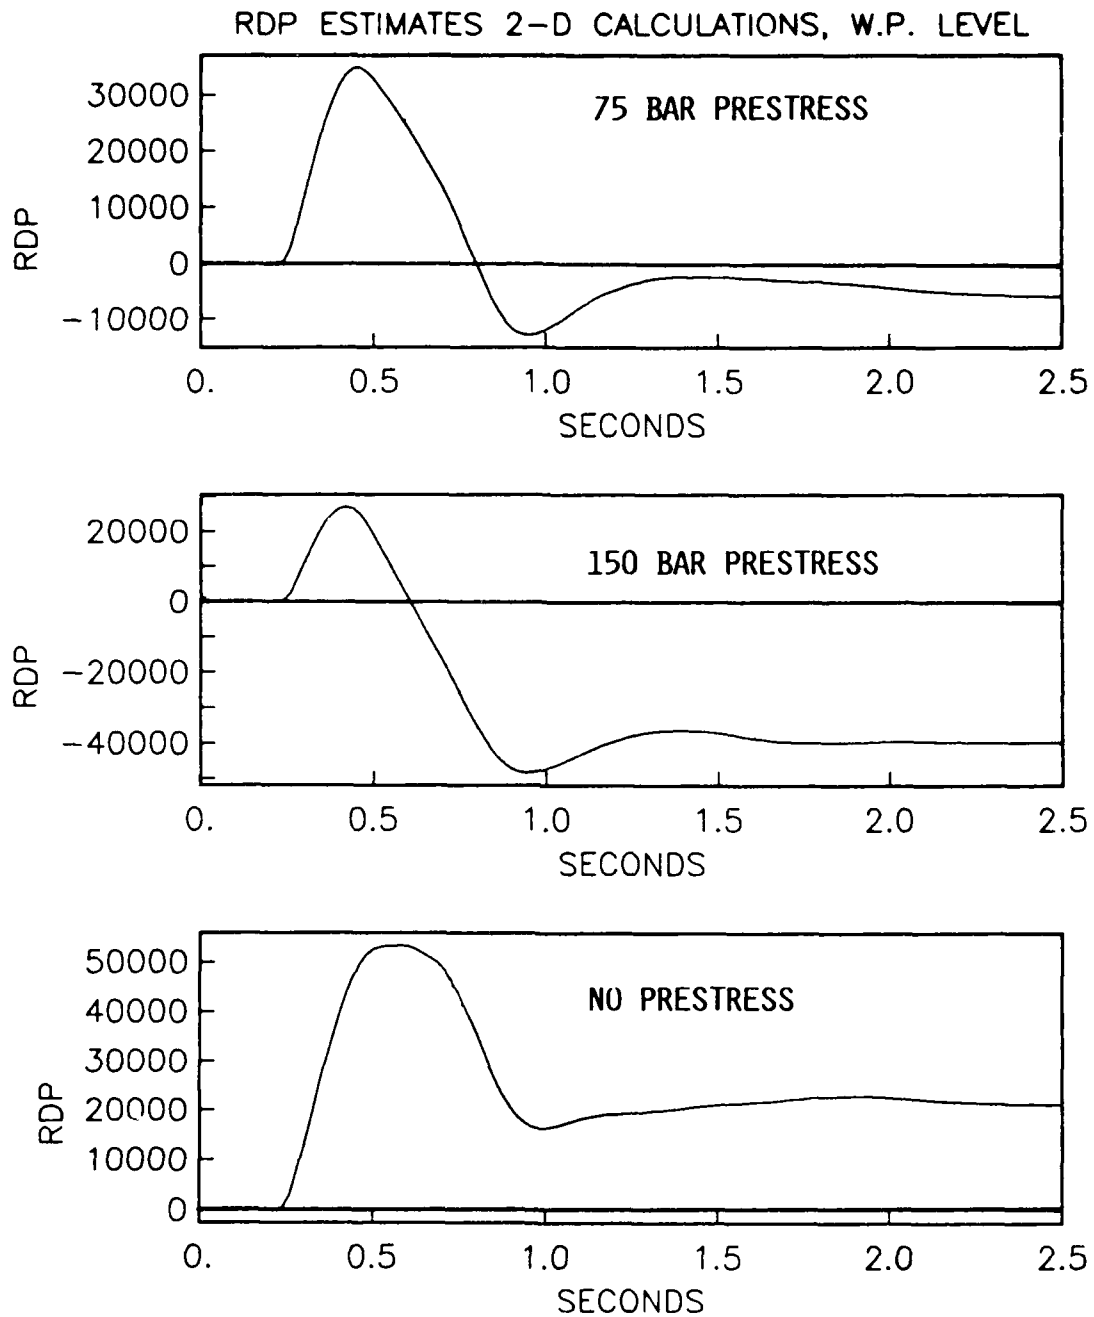 RDP ESTIMATES 2-D CALCULATIONS, W.P. LEVEL
75 BAR PRESTRESS
RDP
30000
20000
10000
0
-10000
0. 0.5 1.0 1.5 2.0 2.5
SECONDS
150 BAR PRESTRESS
RDP
20000
0
-20000
-40000
0. 0.5 1.0 1.5 2.0 2.5
SECONDS
NO PRESTRESS
RDP
50000
40000
30000
20000
10000
0
0. 0.5 1.0 1.5 2.0 2.5
SECONDS